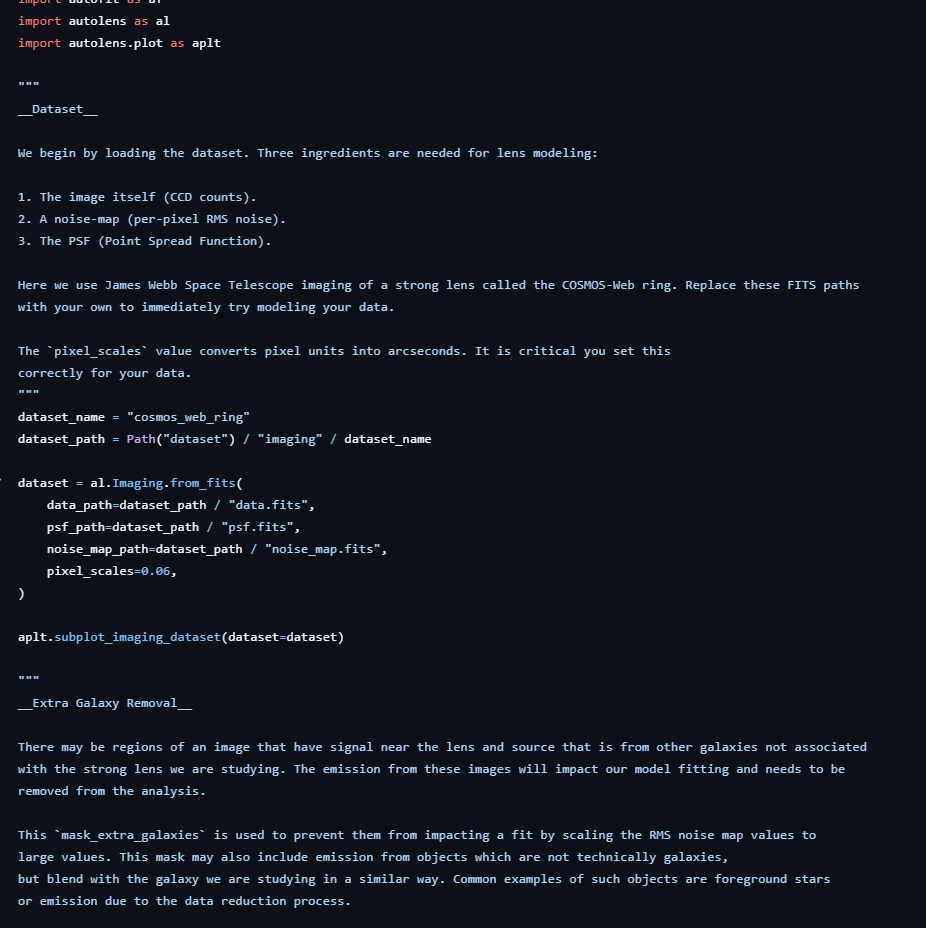 import autofit as af
import autolens as al
import autolens.plot as aplt
"""
__Dataset__
We begin by loading the dataset. Three ingredients are needed for lens modeling:
1. The image itself (CCD counts).
2. A noise-map (per-pixel RMS noise).
3. The PSF (Point Spread Function).
Here we use James Webb Space Telescope imaging of a strong lens called the COSMOS-Web ring. Replace these FITS paths
with your own to immediately try modeling your data.
The `pixel_scales` value converts pixel units into arcseconds. It is critical you set this
correctly for your data.
"""
dataset_name = "cosmos_web_ring"
dataset_path = Path("dataset") / "imaging" / dataset_name
dataset = al.Imaging.from_fits(
    data_path=dataset_path / "data.fits",
    psf_path=dataset_path / "psf.fits",
    noise_map_path=dataset_path / "noise_map.fits",
    pixel_scales=0.06,
)
aplt.subplot_imaging_dataset(dataset=dataset)
"""
__Extra Galaxy Removal__
There may be regions of an image that have signal near the lens and source that is from other galaxies not associated
with the strong lens we are studying. The emission from these images will impact our model fitting and needs to be
removed from the analysis.
This `mask_extra_galaxies` is used to prevent them from impacting a fit by scaling the RMS noise map values to
large values. This mask may also include emission from objects which are not technically galaxies,
but blend with the galaxy we are studying in a similar way. Common examples of such objects are foreground stars
or emission due to the data reduction process.